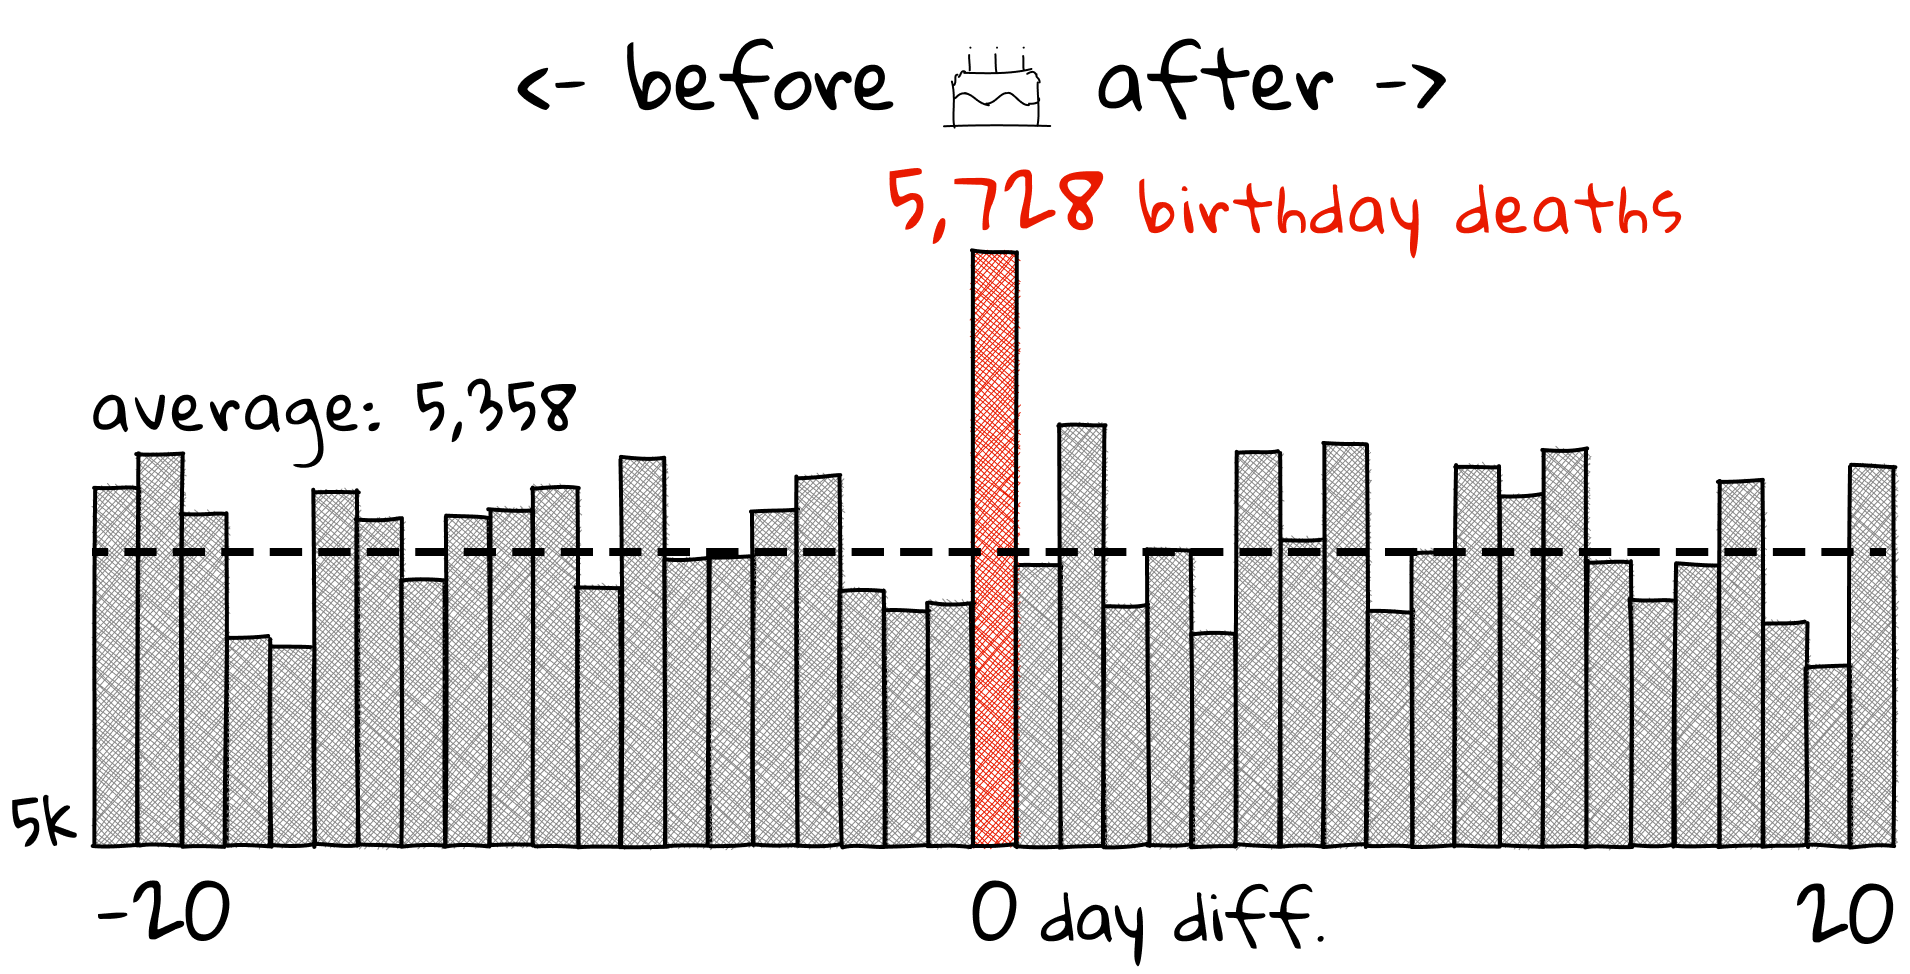 <- before after ->
5,728 birthday deaths
average: 5,358
5k
-20 0 day diff. 20